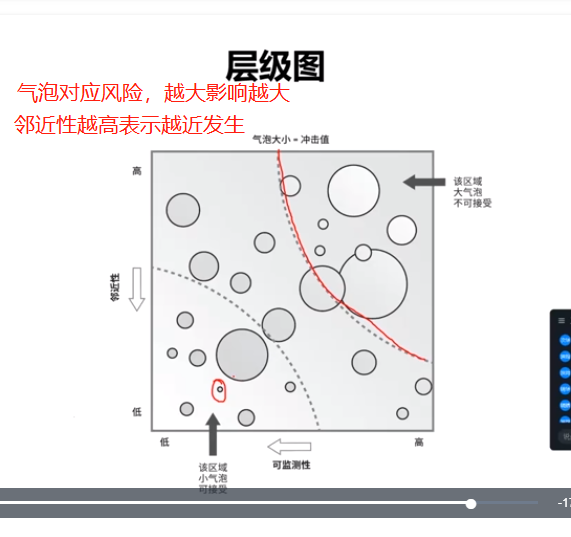 层级图
气泡对应风险，越大影响越大
邻近性越高表示越近发生
气泡大小 = 冲击值
高
该区域
大气泡
不可接受
邻近性
低
低
高
可监测性
该区域
小气泡
可接受